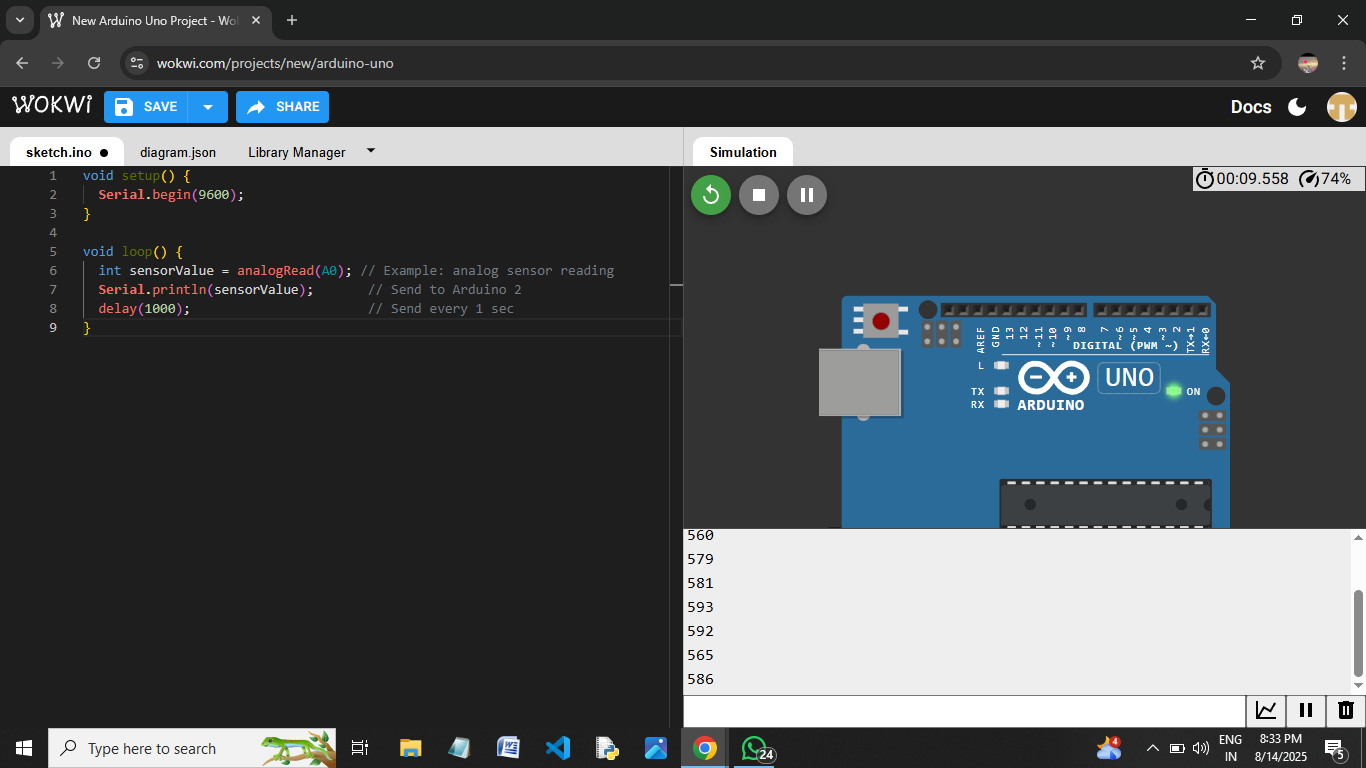 New Arduino Uno Project - Wok
wokwi.com/projects/new/arduino-uno
WOKWi
SAVE
SHARE
Docs
sketch.ino ●
diagram.json
Library Manager
Simulation
1 void setup() {
2 Serial.begin(9600);
3 }
4
5 void loop() {
6 int sensorValue = analogRead(A0); // Example: analog sensor reading
7 Serial.println(sensorValue); // Send to Arduino 2
8 delay(1000); // Send every 1 sec
9 }
00:09.558 74%
AREF GND 13 12 ~11 ~10 ~9 8 7 ~6 ~5 4 ~3 2 TX→1 RX←0
DIGITAL (PWM ~)
L
TX
RX
UNO
ON
ARDUINO
560
579
581
593
592
565
586
Type here to search
24
4
ENG
IN
8:33 PM
8/14/2025
5